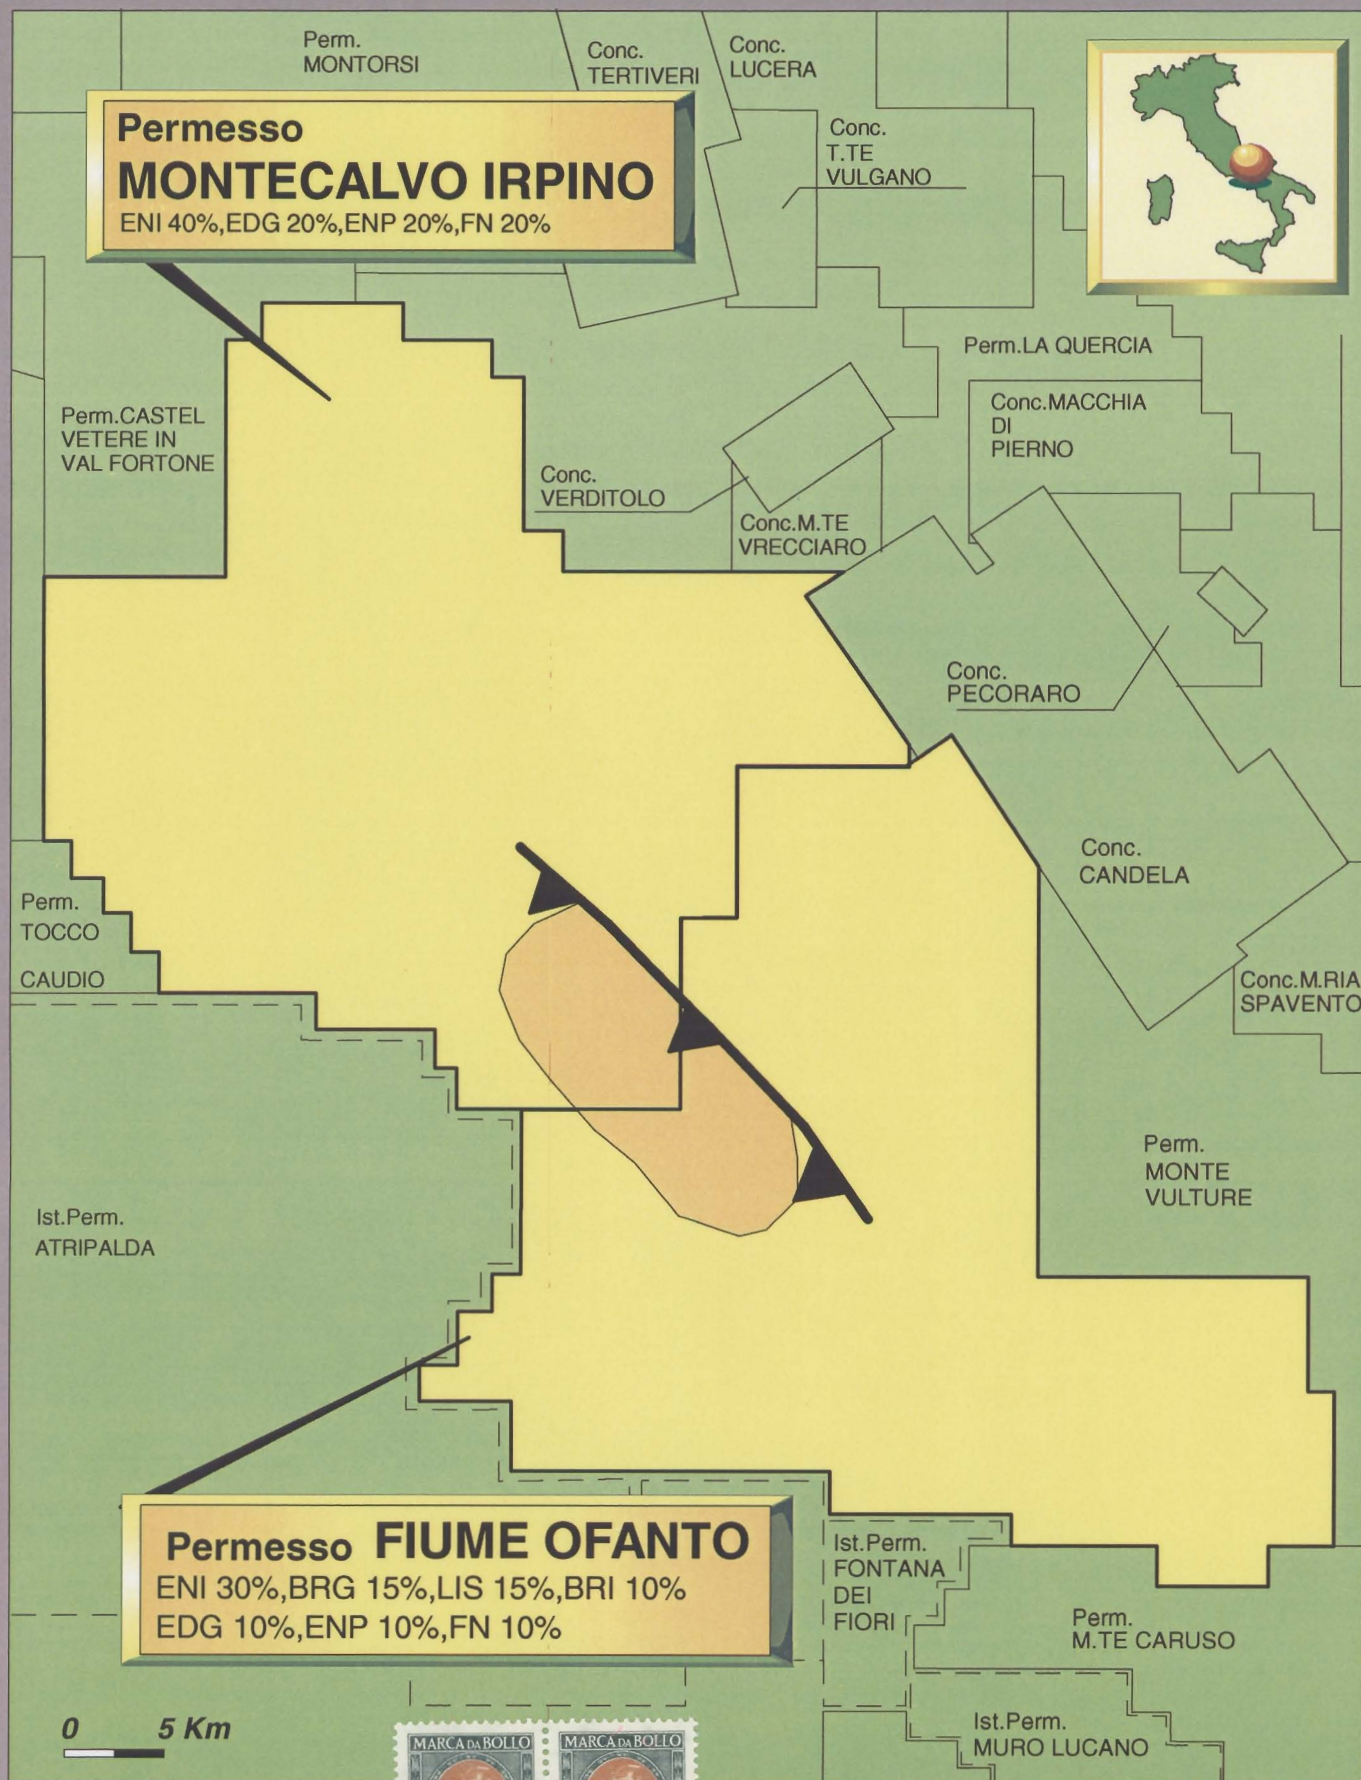 Perm.
MONTORSI
Conc.
TERTIVERI
Conc.
LUCERA
Permesso
MONTECALVO IRPINO
ENI 40%,EDG 20%,ENP 20%,FN 20%
Conc.
T.TE
VULGANO
Perm.LA QUERCIA
Conc.MACCHIA
DI
PIERNO
Perm.CASTEL
VETERE IN
VAL FORTONE
Conc.
VERDITOLO
Conc.M.TE
VRECCIARO
Conc.
PECORARO
Conc.
CANDELA
Perm.
TOCCO
CAUDIO
Conc.M.RIA
SPAVENTO
Perm.
MONTE
VULTURE
Ist.Perm.
ATRIPALDA
Permesso FIUME OFANTO
ENI 30%,BRG 15%,LIS 15%,BRI 10%
EDG 10%,ENP 10%,FN 10%
Ist.Perm.
FONTANA
DEI
FIORI
Perm.
M.TE CARUSO
Ist.Perm.
MURO LUCANO
0 5 Km
MARCA DA BOLLO
MARCA DA BOLLO